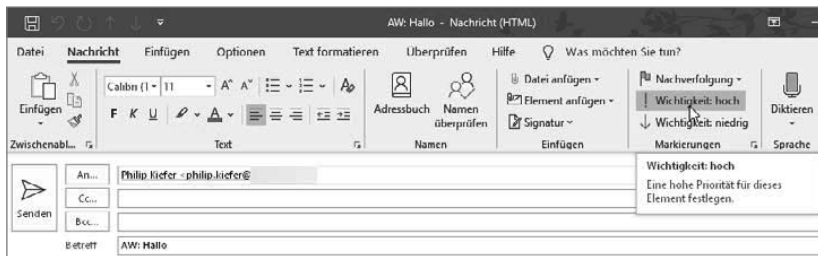 AW: Hallo - Nachricht (HTML)
Datei Nachricht Einfügen Optionen Text formatieren Überprüfen Hilfe Was möchten Sie tun?
Einfügen
Zwischenabl...
Calibri (T 11
F K U
Text
Adressbuch Namen überprüfen
Namen
Datei anfügen
Element anfügen
Signatur
Einfügen
Nachverfolgung
Wichtigkeit: hoch
Wichtigkeit: niedrig
Markierungen
Diktieren
Sprache
Wichtigkeit: hoch
Eine hohe Priorität für dieses
Element festlegen.
Senden
An... Philip Kiefer <philip.kiefer@
Cc...
Bcc...
Betreff AW: Hallo